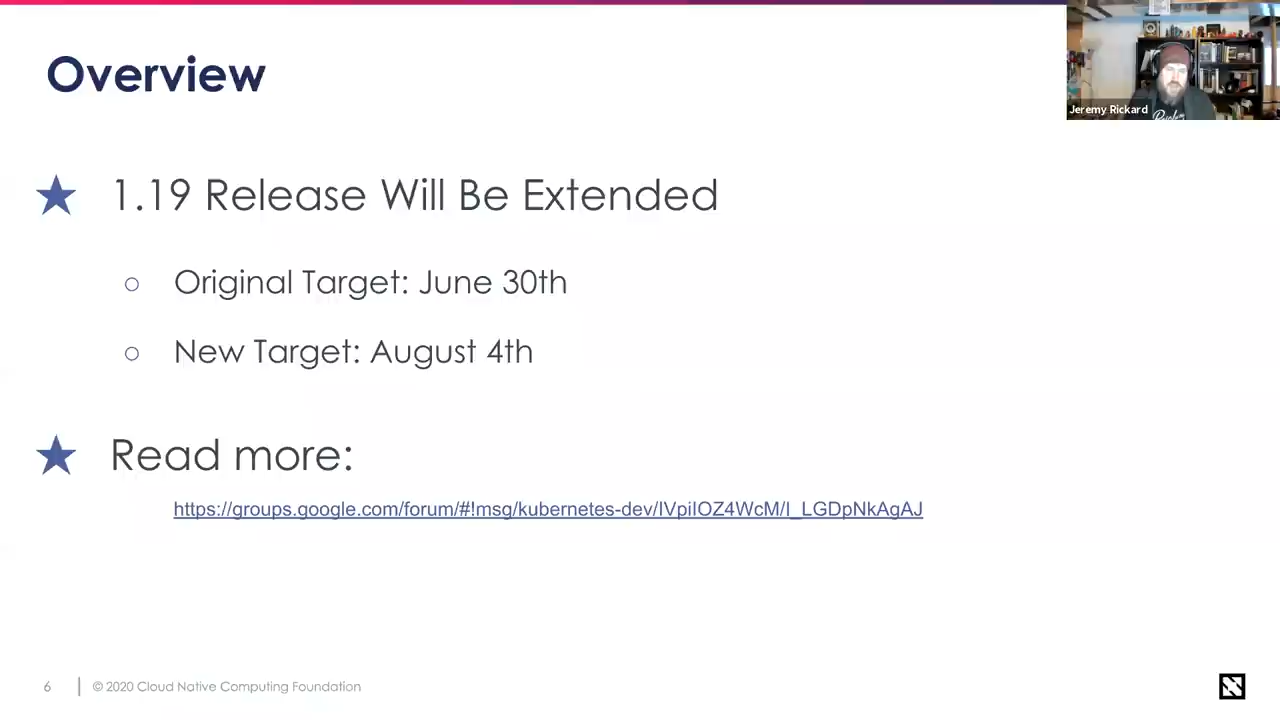 Overview
Jeremy Rickard
1.19 Release Will Be Extended
Original Target: June 30th
New Target: August 4th
Read more:
https://groups.google.com/forum/#!msg/kubernetes-dev/IVpiIOZ4WcM/I_LGDpNkAgAJ
6
© 2020 Cloud Native Computing Foundation